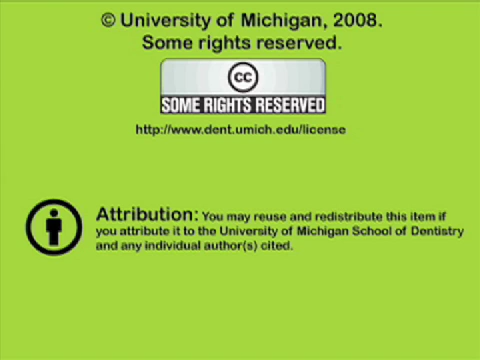 © University of Michigan, 2008.
Some rights reserved.
cc
SOME RIGHTS RESERVED
http://www.dent.umich.edu/license
Attribution: You may reuse and redistribute this item if
you attribute it to the University of Michigan School of Dentistry
and any individual author(s) cited.